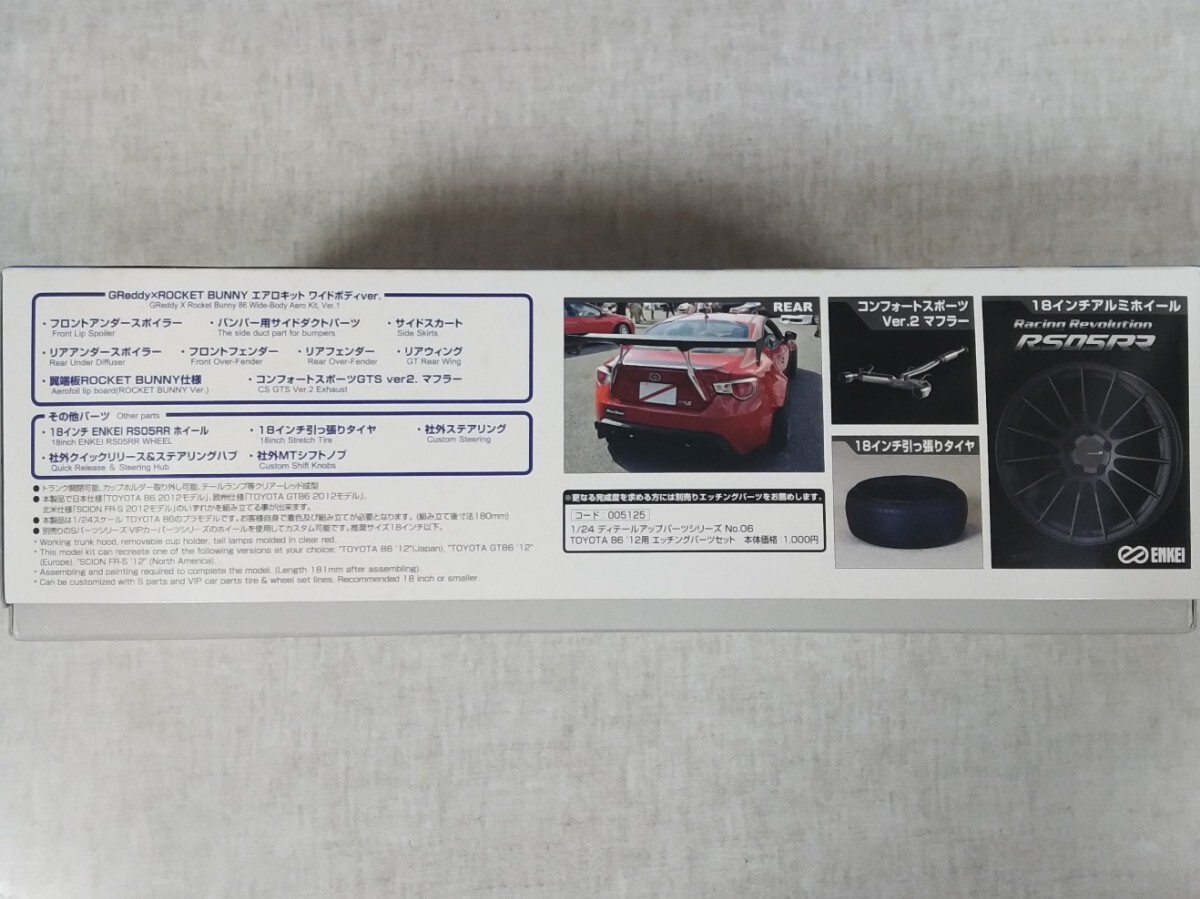 GReddy×ROCKET BUNNY エアロキット ワイドボディver.
GReddy X Rocket Bunny 86 Wide-Body Aero Kit, Ver.1
・フロントアンダースポイラー ・バンパー用サイドダクトパーツ ・サイドスカート
Front Lip Spoiler The side duct part for bumpers Side Skirts
・リアアンダースポイラー ・フロントフェンダー ・リアフェンダー ・リアウィング
Rear Under Diffuser Front Over-Fender Rear Over-Fender GT Rear Wing
・翼端板ROCKET BUNNY仕様 ・コンフォートスポーツGTS ver2. マフラー
Aerofoil tip board(ROCKET BUNNY Ver.) CS GTS Ver.2 Exhaust
その他パーツ Other parts
・18インチ ENKEI RS05RR ホイール ・18インチ引っ張りタイヤ ・社外ステアリング
18inch ENKEI RS05RR WHEEL 18inch Stretch Tire Custom Steering
・社外クイックリリース&ステアリングハブ ・社外MTシフトノブ
Quick Release & Steering Hub Custom Shift Knobs
●トランク開閉可能、カップホルダー取り外し可能、テールランプ等クリアーレッド成型
●本製品で日本仕様「TOYOTA 86 2012モデル」、欧州仕様「TOYOTA GT86 2012モデル」、
北米仕様「SCION FR-S 2012モデル」のいずれかを組み立てる事が出来ます。
●本製品は1/24スケール TOYOTA 86のプラモデルです。お客様自身で着色及び組み立てが必要となります。(組み立て後寸法180mm)
●別売りのSパーツシリーズ・VIPカーパーツシリーズのホイールを使用してカスタム可能です。推奨サイズ18インチ以下。
・Working trunk hood, removable cup holder, tail lamps molded in clear red.
・This model kit can recreate one of the following versions at your choice: "TOYOTA 86 '12"(Japan), "TOYOTA GT86 '12"
(Europe), "SCION FR-S '12" (North America).
・Assembling and painting required to complete the model. (Length 181mm after assembling).
・Can be customized with S parts and VIP car parts tire & wheel set lines. Recommended 18 inch or smaller.
REAR
※更なる完成度を求める方には別売りエッチングパーツをお薦めします。
コード : 005125
1/24 ディテールアップパーツシリーズ No.06
TOYOTA 86 '12用 エッチングパーツセット 本体価格:1,000円
コンフォートスポーツ
Ver.2 マフラー
18インチ引っ張りタイヤ
18インチアルミホイール
Racing Revolution
RS05RR
ENKEI